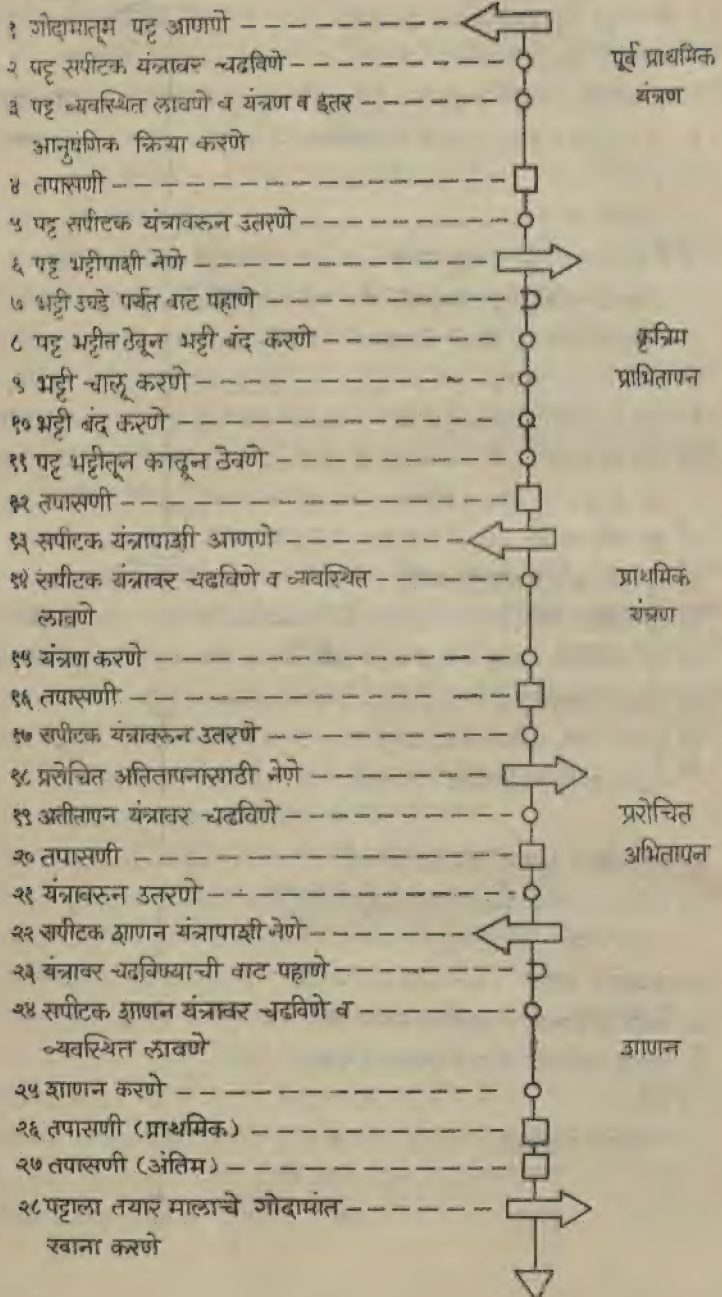 १ गोदामातूम पट्ट आणणे
२ पट्ट सपीटक यंत्रावर चढविणे
पूर्व प्राथमिक
३ पट्ट व्यवस्थित लावणे व यंत्रण व इतर
यंत्रण
आनुषंगिक क्रिया करणे
४ तपासणी
५ पट्ट सपीटक यंत्रावरून उतरणे
६ पट्ट भट्टीपाशी नेणे
७ भट्टी उघडे पर्यंत वाट पहाणे
८ पट्ट भट्टीत ठेवून भट्टी बंद करणे
कृत्रिम
९ भट्टी चालू करणे
प्राभितापन
१० भट्टी बंद करणे
११ पट्ट भट्टीतून काढून ठेवणे
१२ तपासणी
१३ सपीटक यंत्रापाशी आणणे
१४ सपीटक यंत्रावर चढविणे व व्यवस्थित
प्राथमिक
लावणे
यंत्रण
१५ यंत्रण करणे
१६ तपासणी
१७ सपीटक यंत्रावरून उतरणे
१८ प्ररोचित अतितापनासाठी नेणे
१९ अतीतापन यंत्रावर चढविणे
प्ररोचित
२० तपासणी
अभितापन
२१ यंत्रावरून उतरणे
२२ सपीटक शाणन यंत्रापाशी नेणे
२३ यंत्रावर चढविण्याची वाट पहाणे
२४ सपीटक शाणन यंत्रावर चढविणे व
व्यवस्थित लावणे
शाणन
२५ शाणन करणे
२६ तपासणी (प्राथमिक)
२७ तपासणी (अंतिम)
२८ पट्टाला तयार मालाचे गोदामांत
रवाना करणे